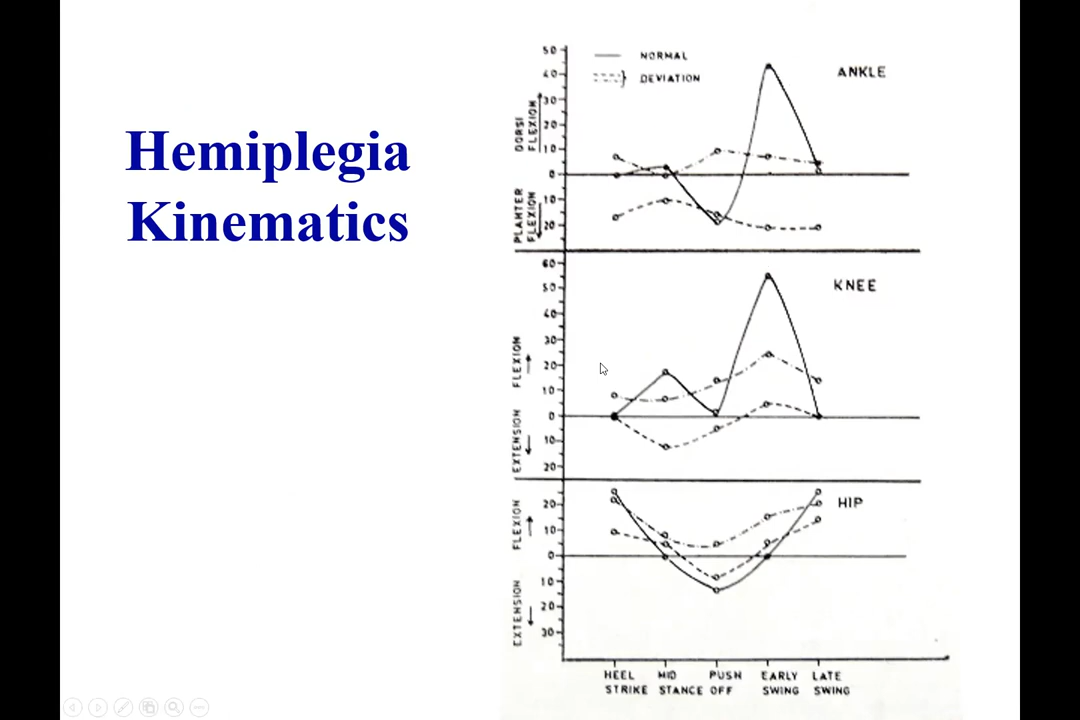 Hemiplegia
Kinematics
NORMAL
DEVIATION
ANKLE
50
40
30
20
10
0
10
20
DORSI
FLEXION
PLANTER
FLEXION
KNEE
60
50
40
30
20
10
0
10
20
FLEXION
EXTENSION
HIP
20
10
0
10
20
30
FLEXION
EXTENSION
HEEL STRIKE
MID STANCE
PUSH OFF
EARLY SWING
LATE SWING